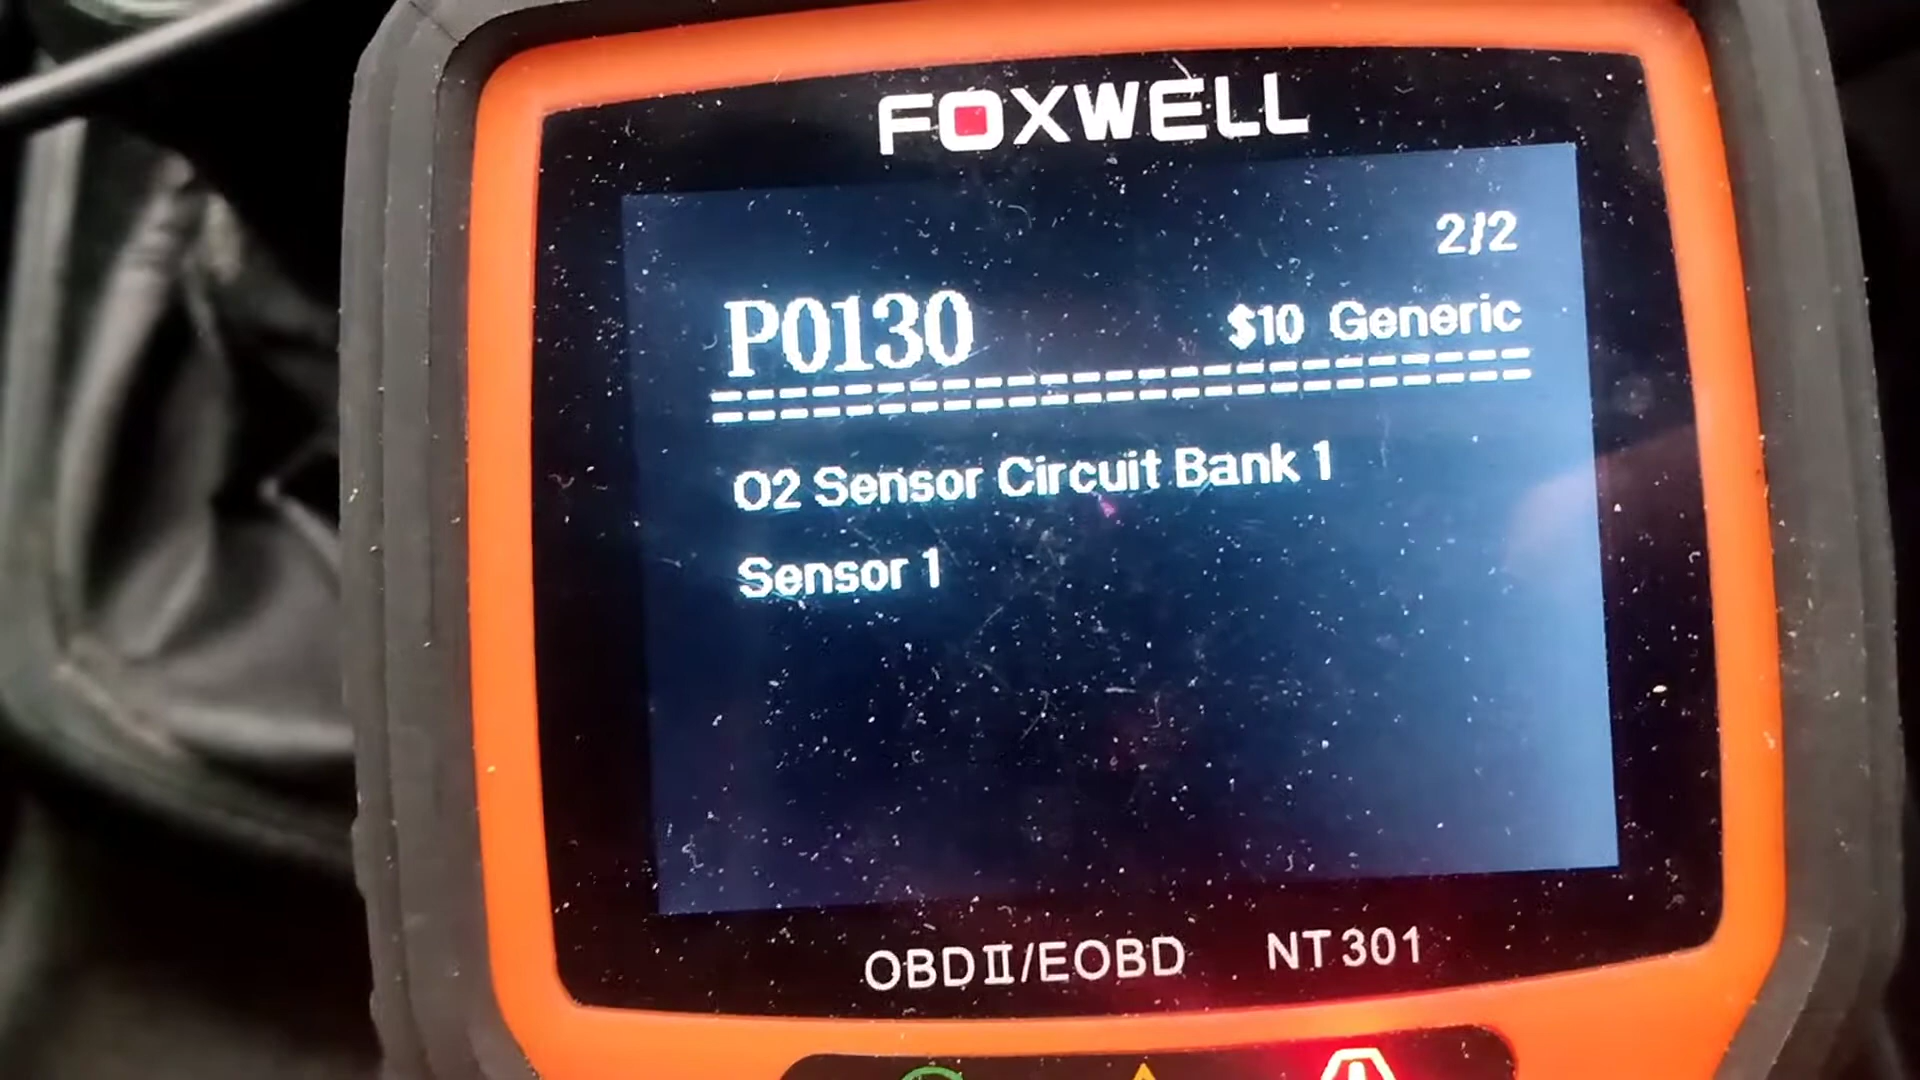 FOXWELL
2/2
P0130 $10 Generic
O2 Sensor Circuit Bank 1
Sensor 1
OBDII/EOBD NT301